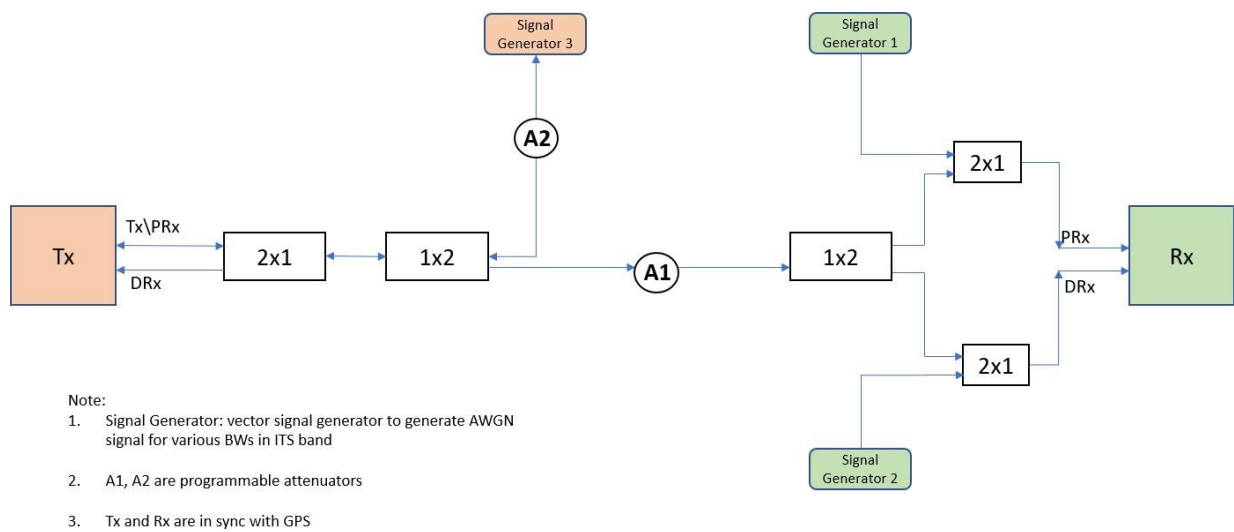 Signal
Generator 3
Signal
Generator 1
A2
2x1
Tx
Tx\PRx
DRx
2x1
1x2
A1
1x2
PRx
DRx
Rx
2x1
Signal
Generator 2
Note:
1. Signal Generator: vector signal generator to generate AWGN
signal for various BWs in ITS band
2. A1, A2 are programmable attenuators
3. Tx and Rx are in sync with GPS